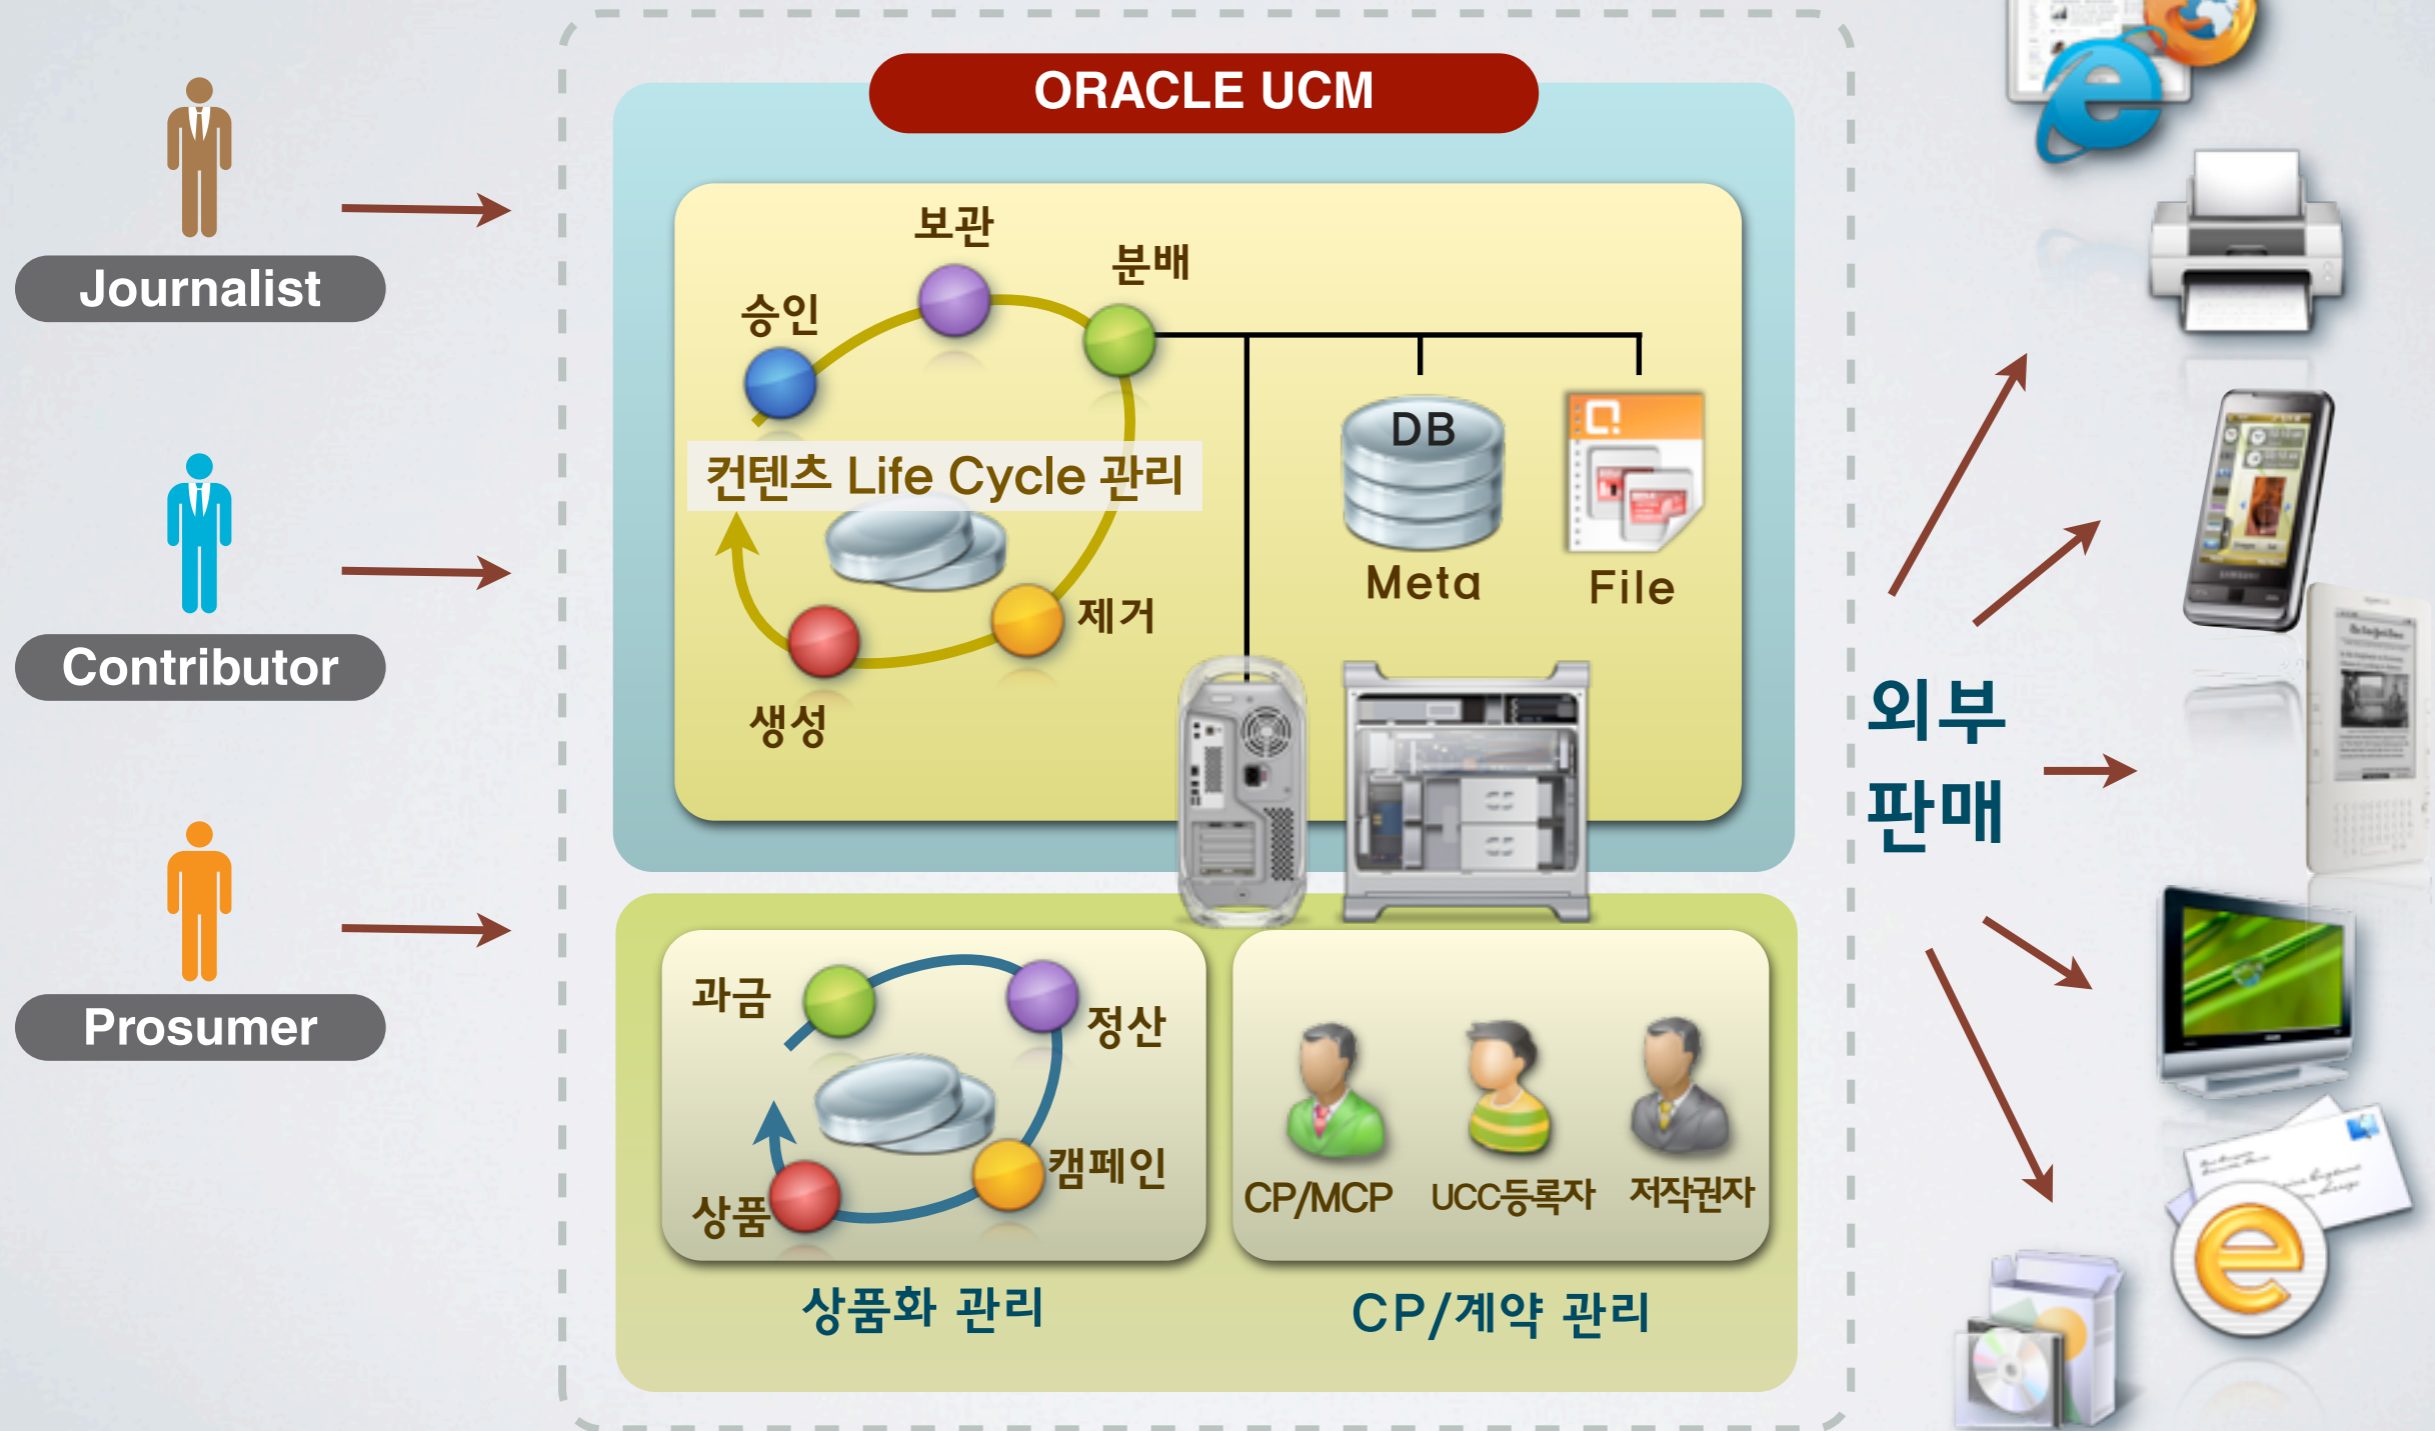 ORACLE UCM
Journalist
Contributor
Prosumer
보관
분배
승인
컨텐츠 Life Cycle 관리
제거
생성
DB
Meta
File
과금
정산
캠페인
상품
상품화 관리
CP/MCP
UCC등록자
저작권자
CP/계약 관리
외부
판매